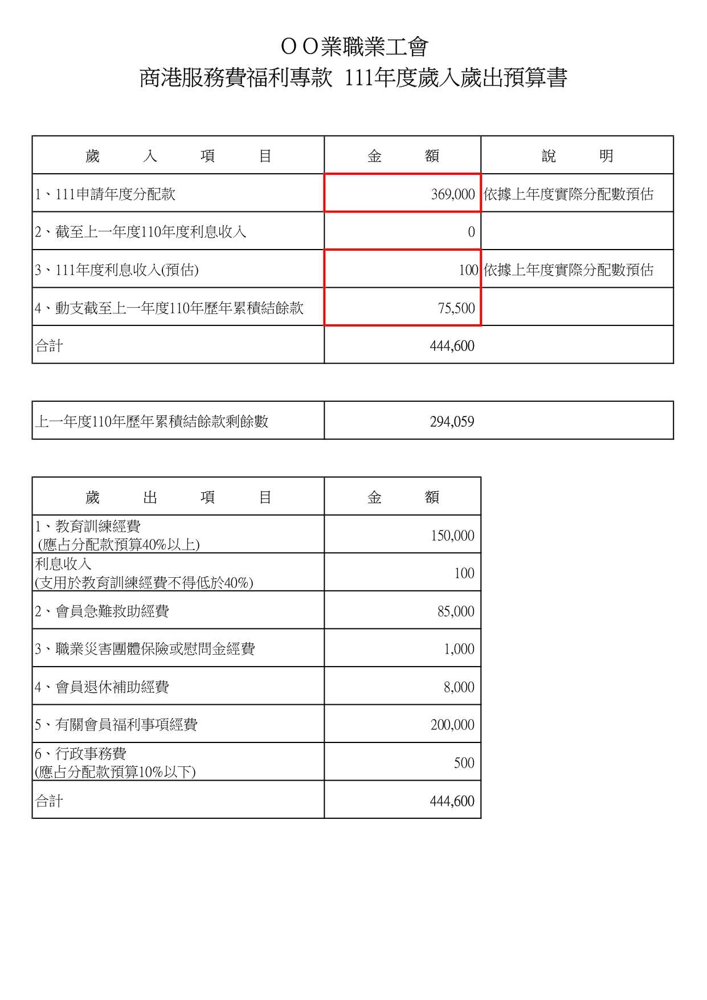 ＯＯ業職業工會
商港服務費福利專款 111年度歲入歲出預算書
歲 入 項 目 金 額 說 明
1、111申請年度分配款 369,000 依據上年度實際分配數預估
2、截至上一年度110年度利息收入 0
3、111年度利息收入(預估) 100 依據上年度實際分配數預估
4、動支截至上一年度110年歷年累積結餘款 75,500
合計 444,600
上一年度110年歷年累積結餘款剩餘數 294,059
歲 出 項 目 金 額
1、教育訓練經費
(應占分配款預算40%以上) 150,000
利息收入
(支用於教育訓練經費不得低於40%) 100
2、會員急難救助經費 85,000
3、職業災害團體保險或慰問金經費 1,000
4、會員退休補助經費 8,000
5、有關會員福利事項經費 200,000
6、行政事務費
(應占分配款預算10%以下) 500
合計 444,600